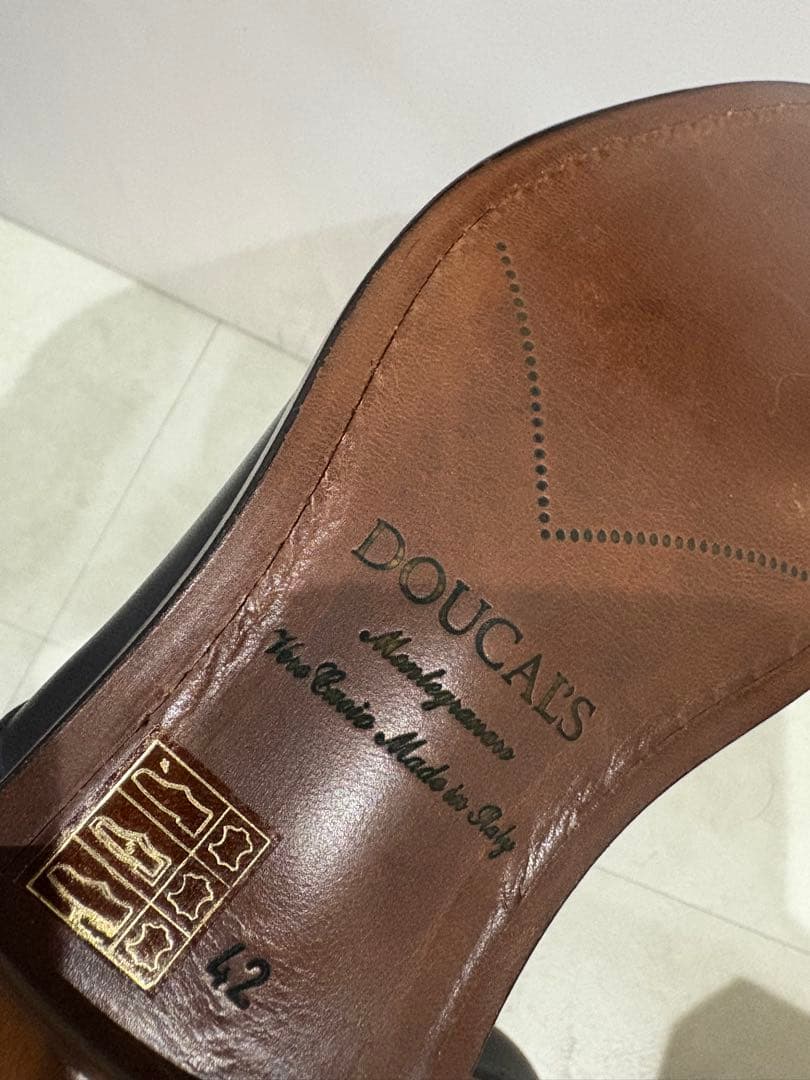 DOUCAL'S
Montegranaro
Vero Cuoio Made in Italy
42